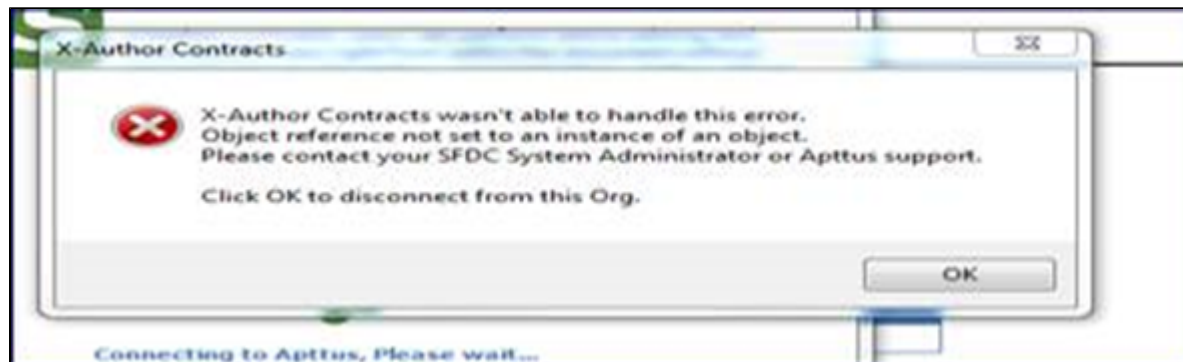 X-Author Contracts
X-Author Contracts wasn't able to handle this error.
Object reference not set to an instance of an object.
Please contact your SFDC System Administrator or Apttus support.
Click OK to disconnect from this Org.
OK
Connecting to Apttus, Please wait...